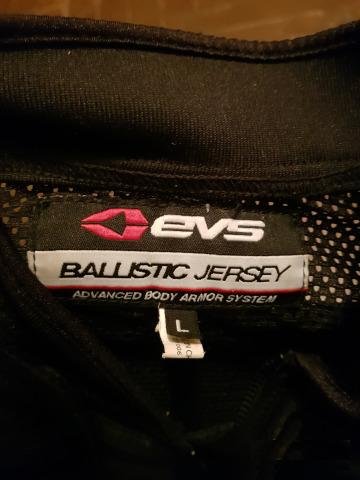 evs
BALLISTIC JERSEY
ADVANCED BODY ARMOR SYSTEM
L